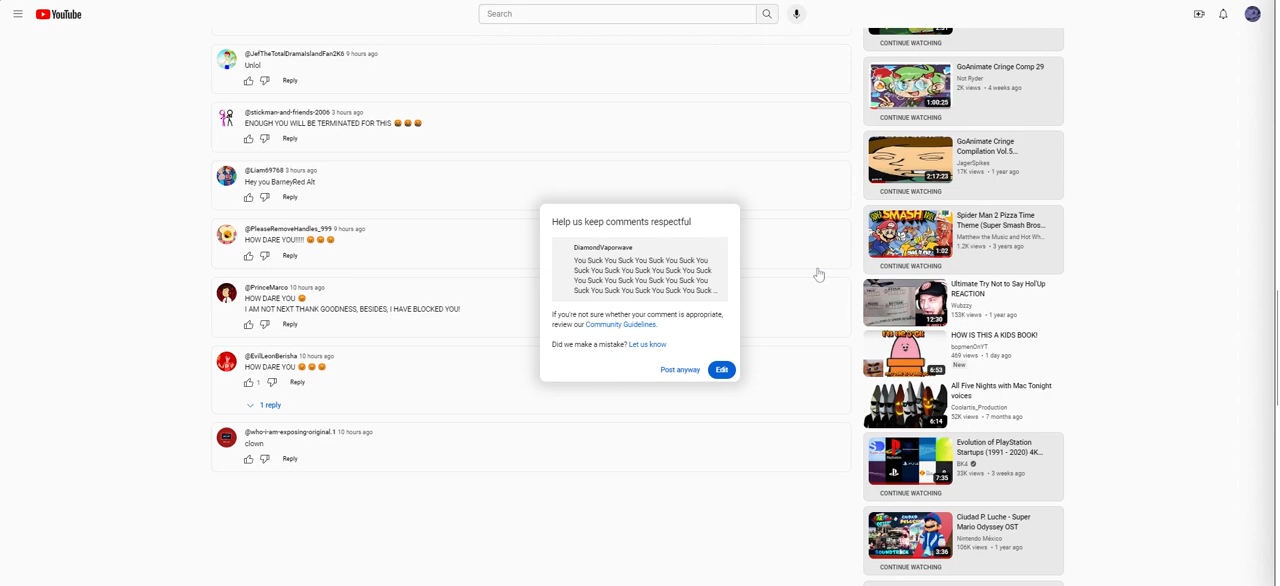 YouTube
Search
@JefTheTotalDramaIslandFan2K6 9 hours ago
Unlol
Reply
@stickman-and-friends-2006 3 hours ago
ENOUGH YOU WILL BE TERMINATED FOR THIS 😡 😡 😡
Reply
@Liam69768 3 hours ago
Hey you BarneyRed Alt
Reply
@PleaseRemoveHandles_999 9 hours ago
HOW DARE YOU!!!!! 😡 😡 😡
Reply
@PrinceMarco 10 hours ago
HOW DARE YOU 😡
I AM NOT NEXT THANK GOODNESS, BESIDES, I HAVE BLOCKED YOU!
Reply
@EvilLeonBerisha 10 hours ago
HOW DARE YOU 😡 😡 😡
1 Reply
1 reply
@who-i-am-exposing-original.1 10 hours ago
clown
Reply
Help us keep comments respectful
DiamondVaporwave
You Suck You Suck You Suck You Suck You
Suck You Suck You Suck You Suck You Suck
You Suck You Suck You Suck You Suck You
Suck You Suck You Suck You Suck You Suck ...
If you're not sure whether your comment is appropriate,
review our Community Guidelines.
Did we make a mistake? Let us know
Post anyway
Edit
CONTINUE WATCHING
1:00:25
GoAnimate Cringe Comp 29
Not Ryder
2K views • 4 weeks ago
CONTINUE WATCHING
2:17:23
GoAnimate Cringe
Compilation Vol.5...
JagerSpikes
17K views • 1 year ago
CONTINUE WATCHING
SUPER SMASH BROS
1:02
Spider Man 2 Pizza Time
Theme (Super Smash Bros...
Matthew the Music and Hot Wh...
1.2K views • 3 years ago
CONTINUE WATCHING
12:30
Ultimate Try Not to Say Hol'Up
REACTION
Wubzzy
153K views • 1 year ago
6:53
HOW IS THIS A KIDS BOOK!
bopmenOnYT
469 views • 1 day ago
New
6:14
All Five Nights with Mac Tonight
voices
Coolartis_Production
52K views • 7 months ago
7:35
Evolution of PlayStation
Startups (1991 - 2020) 4K...
BK4
33K views • 3 weeks ago
CONTINUE WATCHING
SOUNDTRACK
3:36
Ciudad P. Luche - Super
Mario Odyssey OST
Nintendo México
106K views • 1 year ago
CONTINUE WATCHING